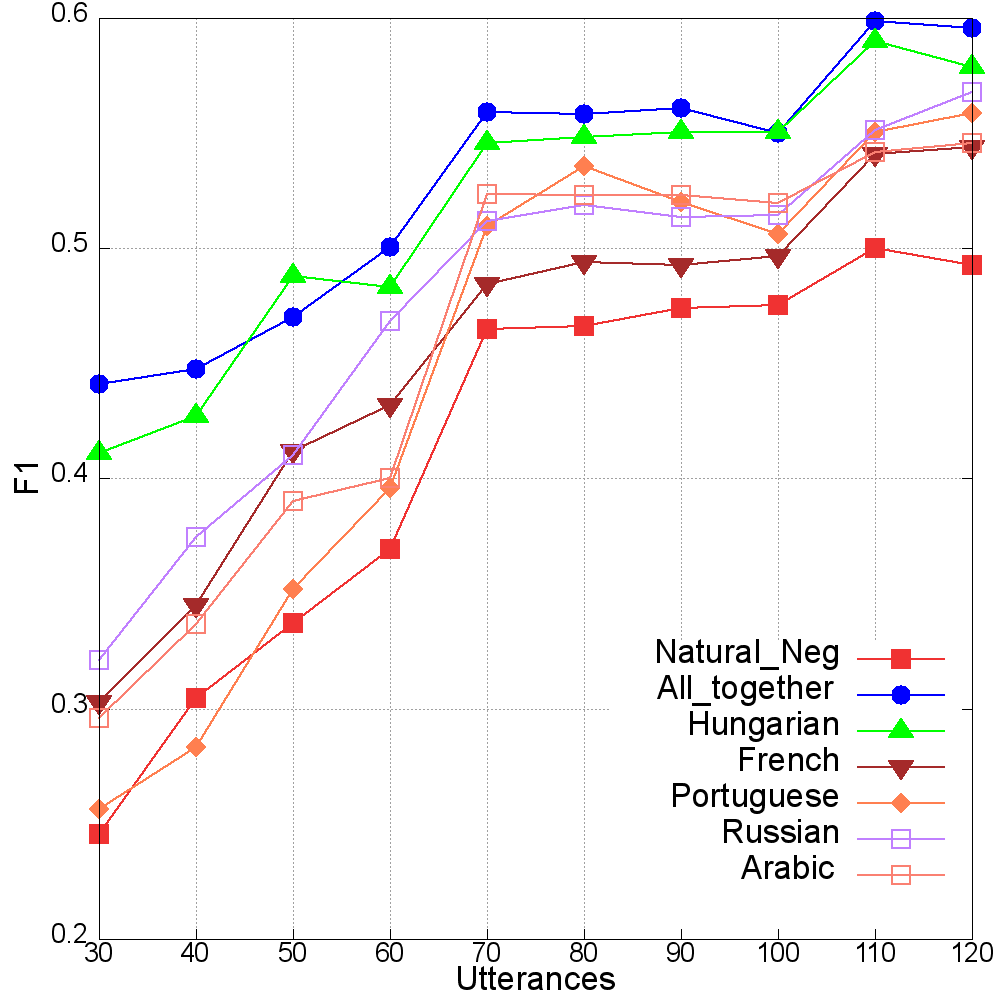 0.6
0.5
0.4
0.3
0.2
F1
Natural_Neg
All_together
Hungarian
French
Portuguese
Russian
Arabic
30 40 50 60 70 80 90 100 110 120
Utterances